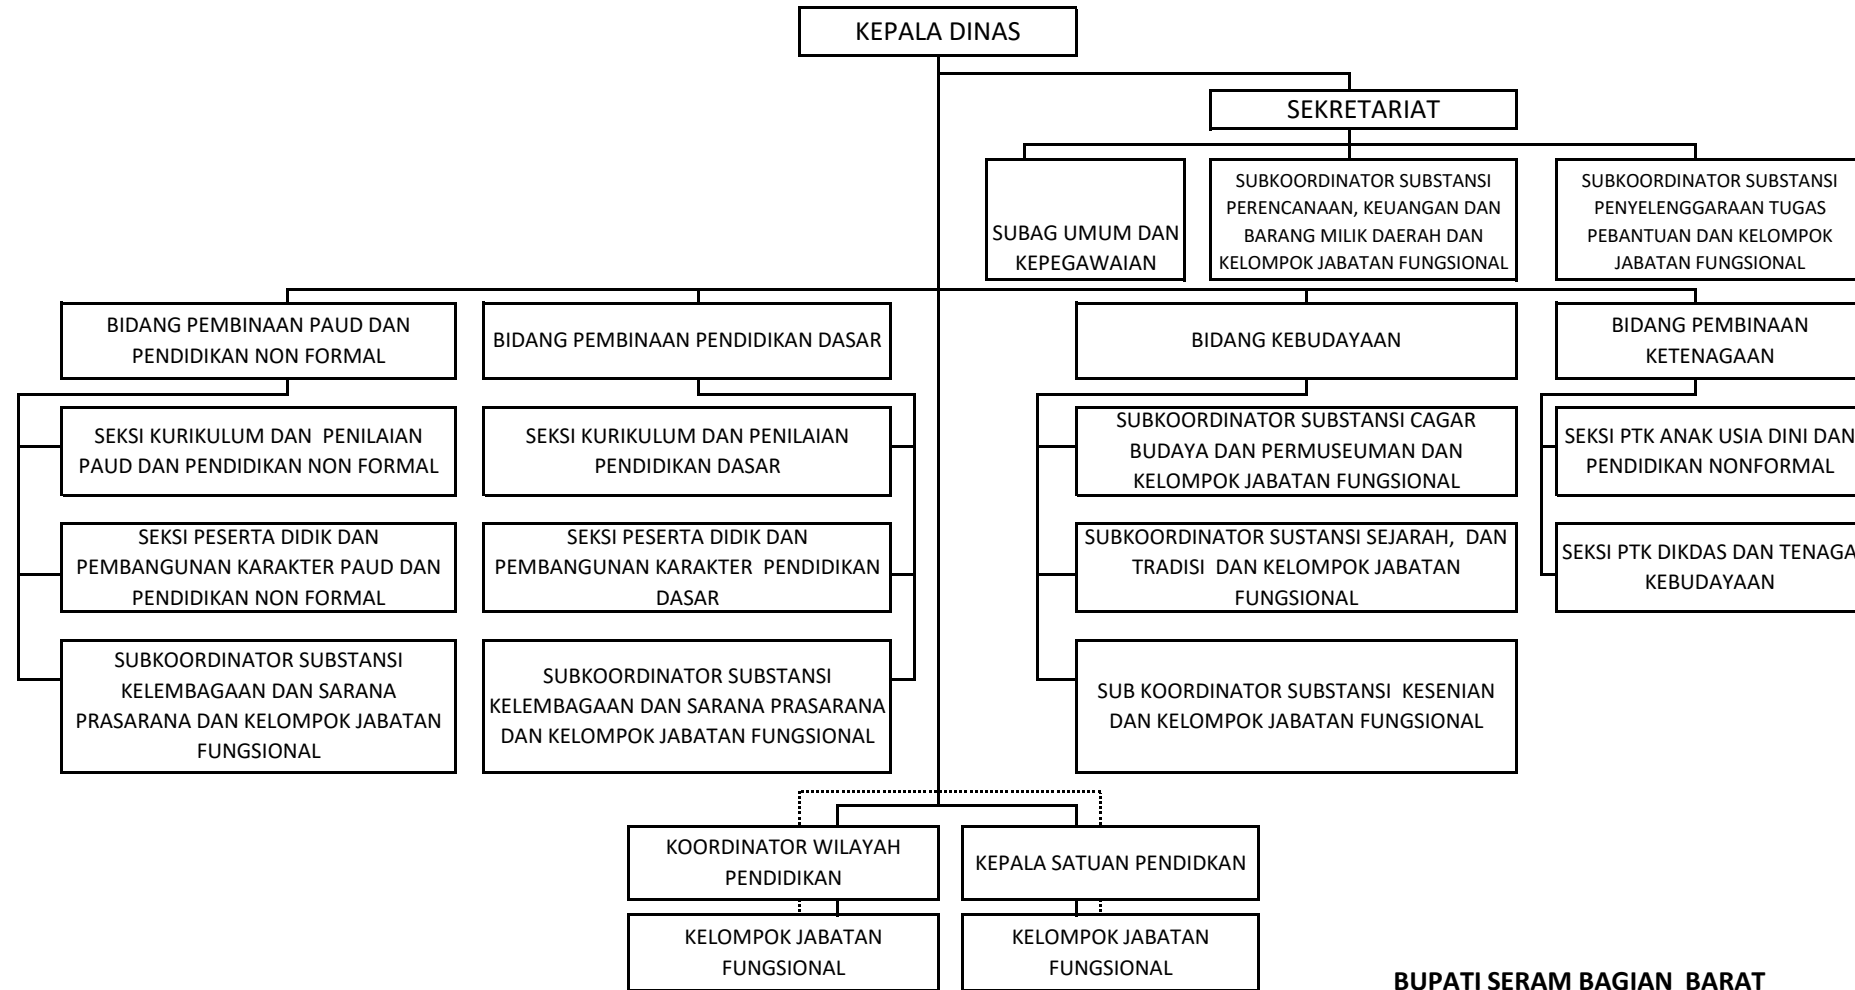 KEPALA DINAS
SEKRETARIAT
SUBAG UMUM DAN
KEPEGAWAIAN
SUBKOORDINATOR SUBSTANSI
PERENCANAAN, KEUANGAN DAN
BARANG MILIK DAERAH DAN
KELOMPOK JABATAN FUNGSIONAL
SUBKOORDINATOR SUBSTANSI
PENYELENGGARAAN TUGAS
PEBANTUAN DAN KELOMPOK
JABATAN FUNGSIONAL
BIDANG PEMBINAAN PAUD DAN
PENDIDIKAN NON FORMAL
BIDANG PEMBINAAN PENDIDIKAN DASAR
BIDANG KEBUDAYAAN
BIDANG PEMBINAAN
KETENAGAAN
SEKSI KURIKULUM DAN  PENILAIAN
PAUD DAN PENDIDIKAN NON FORMAL
SEKSI KURIKULUM DAN PENILAIAN
PENDIDIKAN DASAR
SUBKOORDINATOR SUBSTANSI CAGAR
BUDAYA DAN PERMUSEUMAN DAN
KELOMPOK JABATAN FUNGSIONAL
SEKSI PTK ANAK USIA DINI DAN
PENDIDIKAN NONFORMAL
SEKSI PESERTA DIDIK DAN
PEMBANGUNAN KARAKTER PAUD DAN
PENDIDIKAN NON FORMAL
SEKSI PESERTA DIDIK DAN
PEMBANGUNAN KARAKTER  PENDIDIKAN
DASAR
SUBKOORDINATOR SUSTANSI SEJARAH,  DAN
TRADISI  DAN KELOMPOK JABATAN
FUNGSIONAL
SEKSI PTK DIKDAS DAN TENAGA
KEBUDAYAAN
SUBKOORDINATOR SUBSTANSI
KELEMBAGAAN DAN SARANA
PRASARANA DAN KELOMPOK JABATAN
FUNGSIONAL
SUBKOORDINATOR SUBSTANSI
KELEMBAGAAN DAN SARANA PRASARANA
DAN KELOMPOK JABATAN FUNGSIONAL
SUB KOORDINATOR SUBSTANSI  KESENIAN
DAN KELOMPOK JABATAN FUNGSIONAL
KOORDINATOR WILAYAH
PENDIDIKAN
KEPALA SATUAN PENDIDKAN
KELOMPOK JABATAN
FUNGSIONAL
KELOMPOK JABATAN
FUNGSIONAL
BUPATI SERAM BAGIAN  BARAT